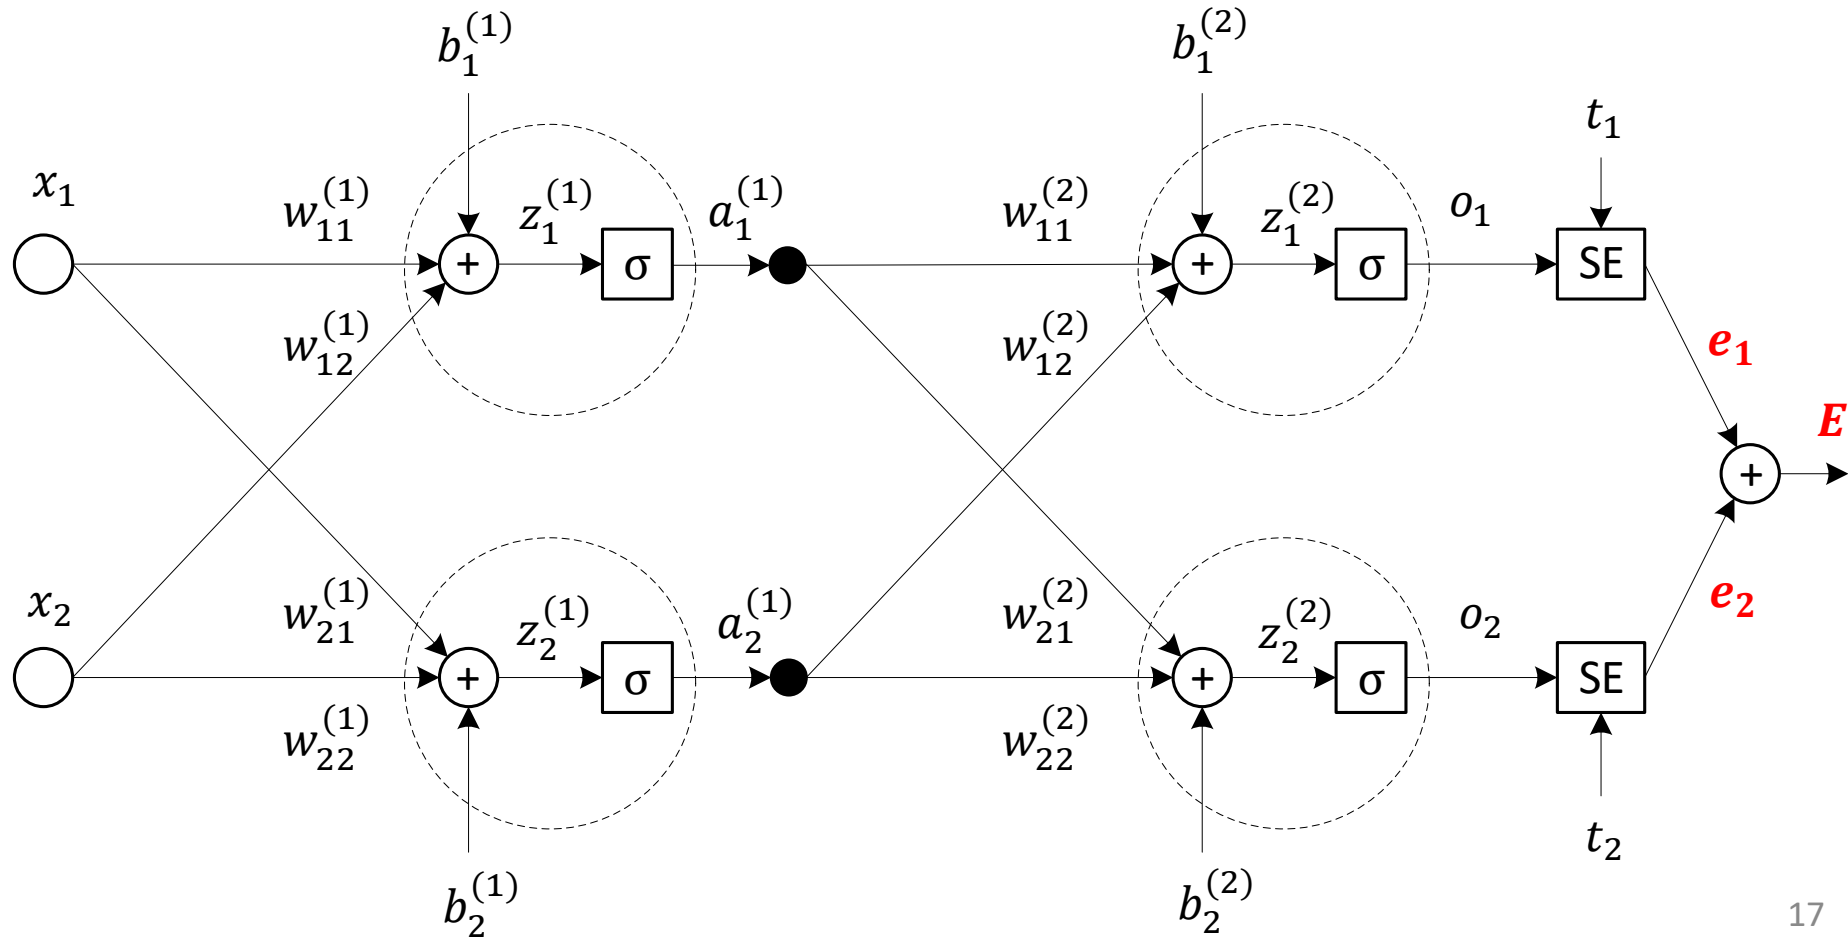 b₁⁽¹⁾ b₁⁽²⁾
t₁
x₁ w₁₁⁽¹⁾ z₁⁽¹⁾ a₁⁽¹⁾ w₁₁⁽²⁾ z₁⁽²⁾ o₁
+ σ + σ SE
w₁₂⁽¹⁾ w₁₂⁽²⁾ e₁
E
+
x₂ w₂₁⁽¹⁾ z₂⁽¹⁾ a₂⁽¹⁾ w₂₁⁽²⁾ z₂⁽²⁾ o₂ e₂
+ σ + σ SE
w₂₂⁽¹⁾ w₂₂⁽²⁾
t₂
b₂⁽¹⁾ b₂⁽²⁾
17